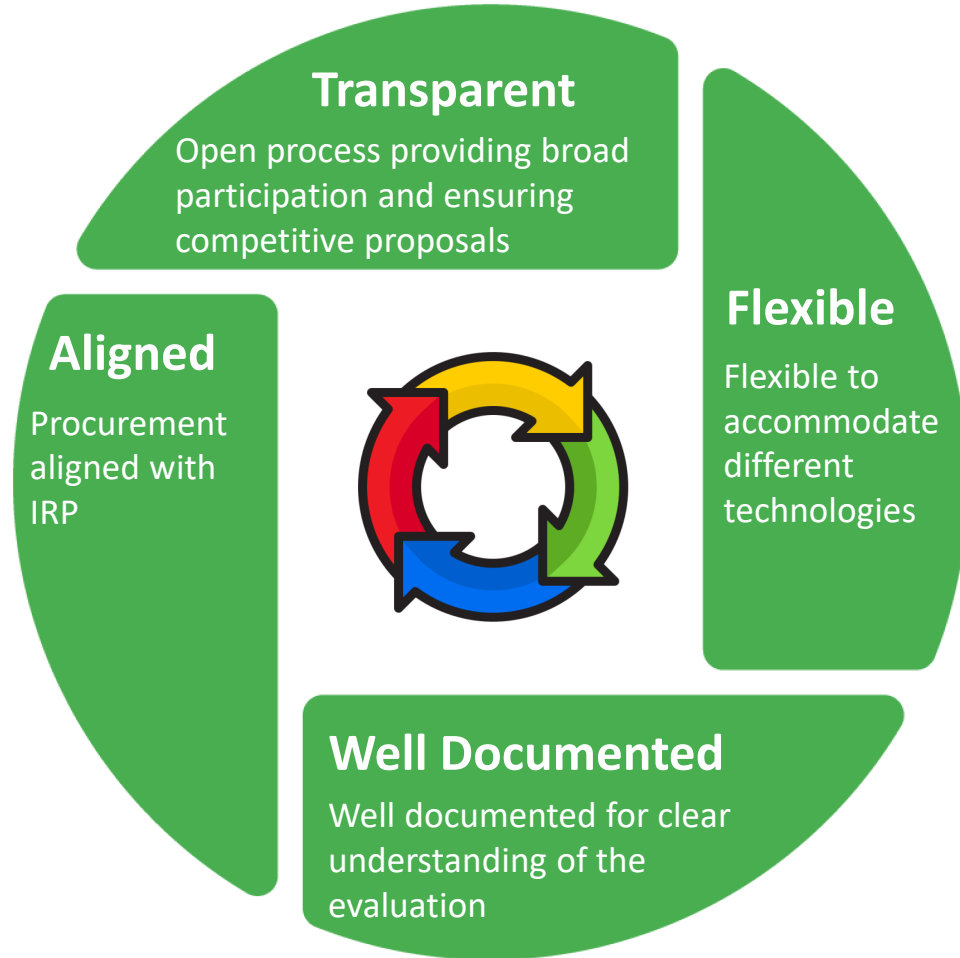 Transparent
Open process providing broad
participation and ensuring
competitive proposals
Flexible
Flexible to
accommodate
different
technologies
Well Documented
Well documented for clear
understanding of the
evaluation
Aligned
Procurement
aligned with
IRP